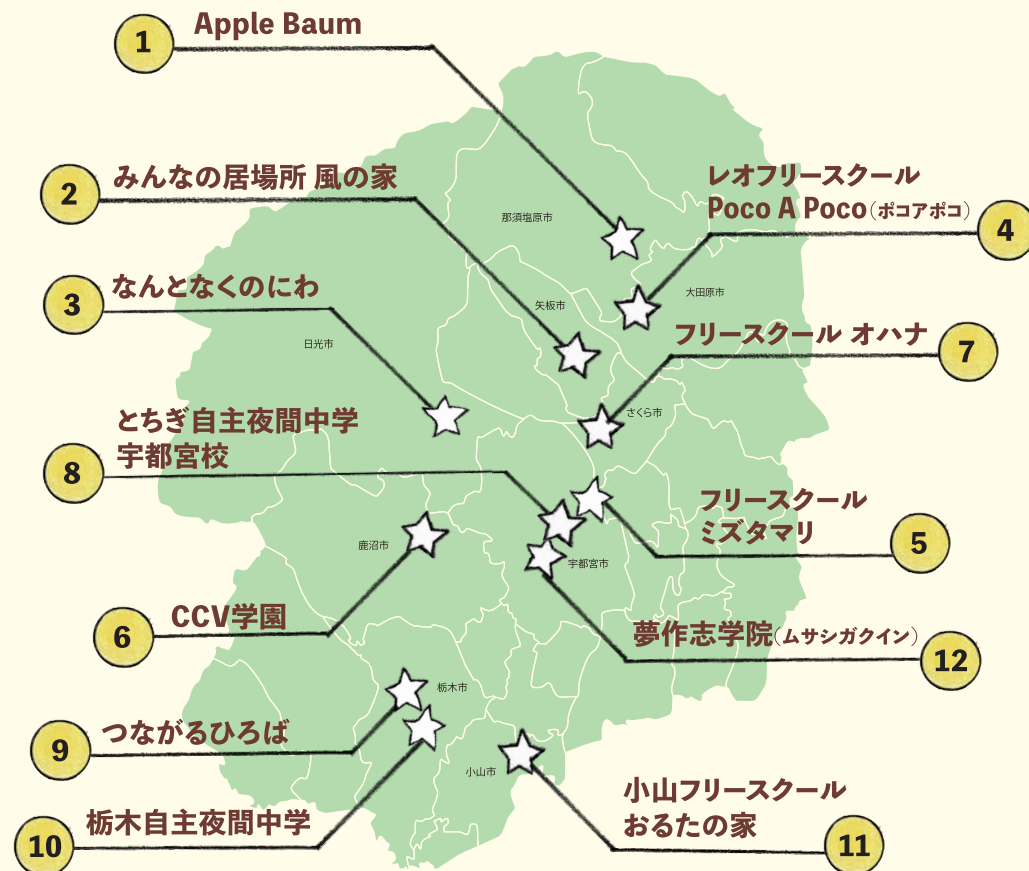 1
Apple Baum
2
みんなの居場所 風の家
レオフリースクール
Poco A Poco（ポコアポコ）
4
那須塩原市
3
なんとなくのにわ
矢板市
大田原市
フリースクール オハナ
7
日光市
とちぎ自主夜間中学
宇都宮校
8
さくら市
フリースクール
ミズタマリ
5
鹿沼市
宇都宮市
6
CCV学園
夢作志学院（ムサシガクイン）
12
栃木市
9
つながるひろば
小山市
小山フリースクール
おるたの家
11
10
栃木自主夜間中学